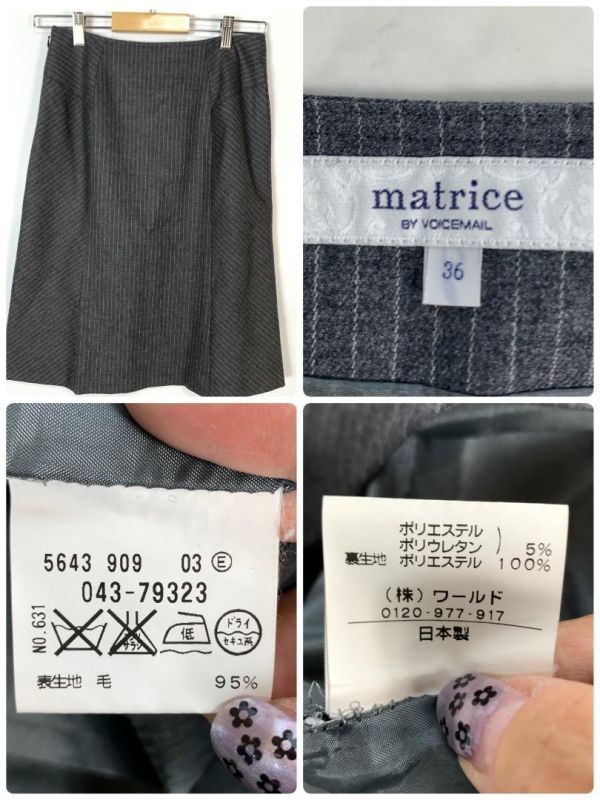 matrice
BY VOICEMAIL
36
5643 909 03 Ⓔ
043-79323
NO.631
サラシ
低
ドライ
セキユ系
表生地 毛 95%
ポリエステル
ポリウレタン 5%
裏生地 ポリエステル 100%
(株) ワールド
0120-977-917
日本製